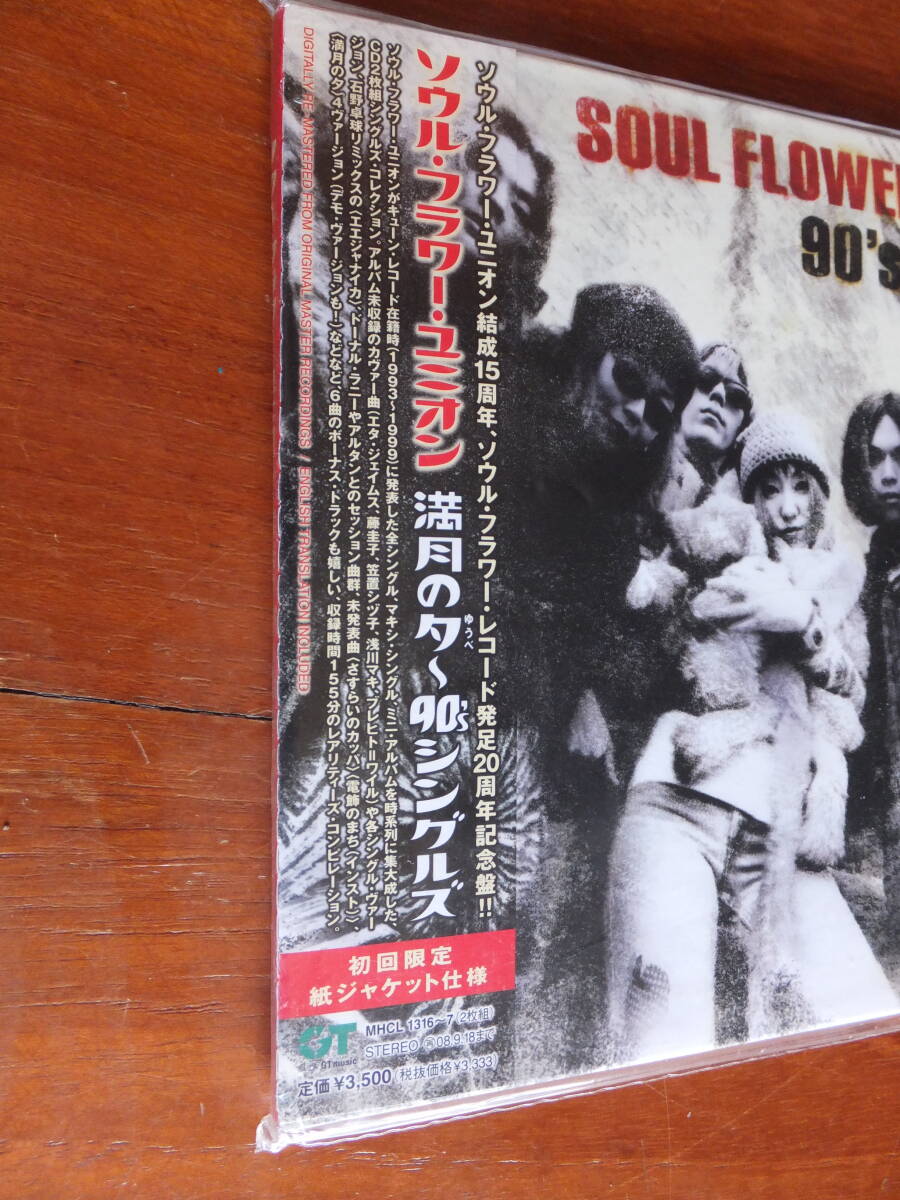 SOUL FLOWE
90's
ソウル・フラワー・ユニオン結成15周年、ソウル・フラワー・レコード発足20周年記念盤!!
ソウル・フラワー・ユニオン 満月の夕〜90'sシングルズ
ゆうべ
ソウル・フラワー・ユニオンがキューン・レコード在籍時(1993〜1999)に発表した全シングル、マキシ・シングル、ミニ・アルバムを時系列に集大成した、
CD2枚組シングルズ・コレクション。アルバム未収録のカヴァー曲(エタ・ジェイムス、藤圭子、笠置シヅ子、浅川マキ、ブレヒト=ワイル)や各シングル・ヴァー
ジョン、石野卓球リミックスの〈エエジャナイカ〉、ドーナル・ラニーやアルタンとのセッション曲群、未発表曲〈さすらいのカッパ〉〈電飾のまち(インスト)〉、
〈満月の夕〉4ヴァージョン(デモ・ヴァージョンも!)などなど、6曲のボーナス・トラックも嬉しい、収録時間155分のレアリティーズ・コンピレーション。
DIGITALLY RE-MASTERED FROM ORIGINAL MASTER RECORDINGS / ENGLISH TRANSLATION INCLUDED
初回限定
紙ジャケット仕様
GT
GT music
MHCL 1316〜7 (2枚組)
STEREO 08.9.18まで
定価 ¥3,500 (税抜価格 ¥3,333)